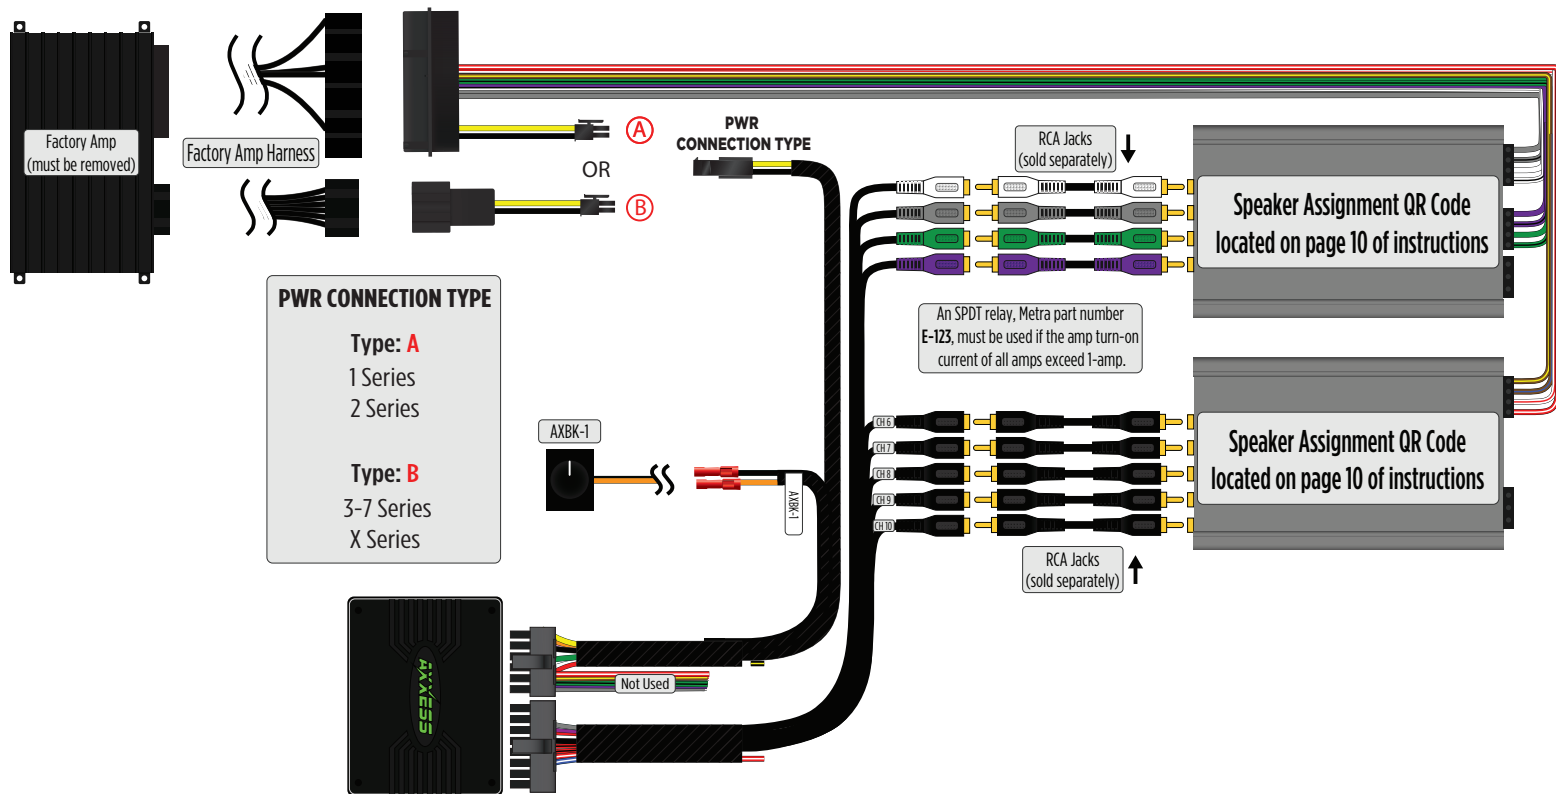 Factory Amp
(must be removed)
Factory Amp Harness
A
OR
B
PWR
CONNECTION TYPE
RCA Jacks
(sold separately)
Speaker Assignment QR Code
located on page 10 of instructions
PWR CONNECTION TYPE
Type: A
1 Series
2 Series
Type: B
3-7 Series
X Series
An SPDT relay, Metra part number
E-123, must be used if the amp turn-on
current of all amps exceed 1-amp.
AXBK-1
AXBK-1
CH 6
CH 7
CH 8
CH 9
CH 10
Speaker Assignment QR Code
located on page 10 of instructions
RCA Jacks
(sold separately)
AXXESS
Not Used